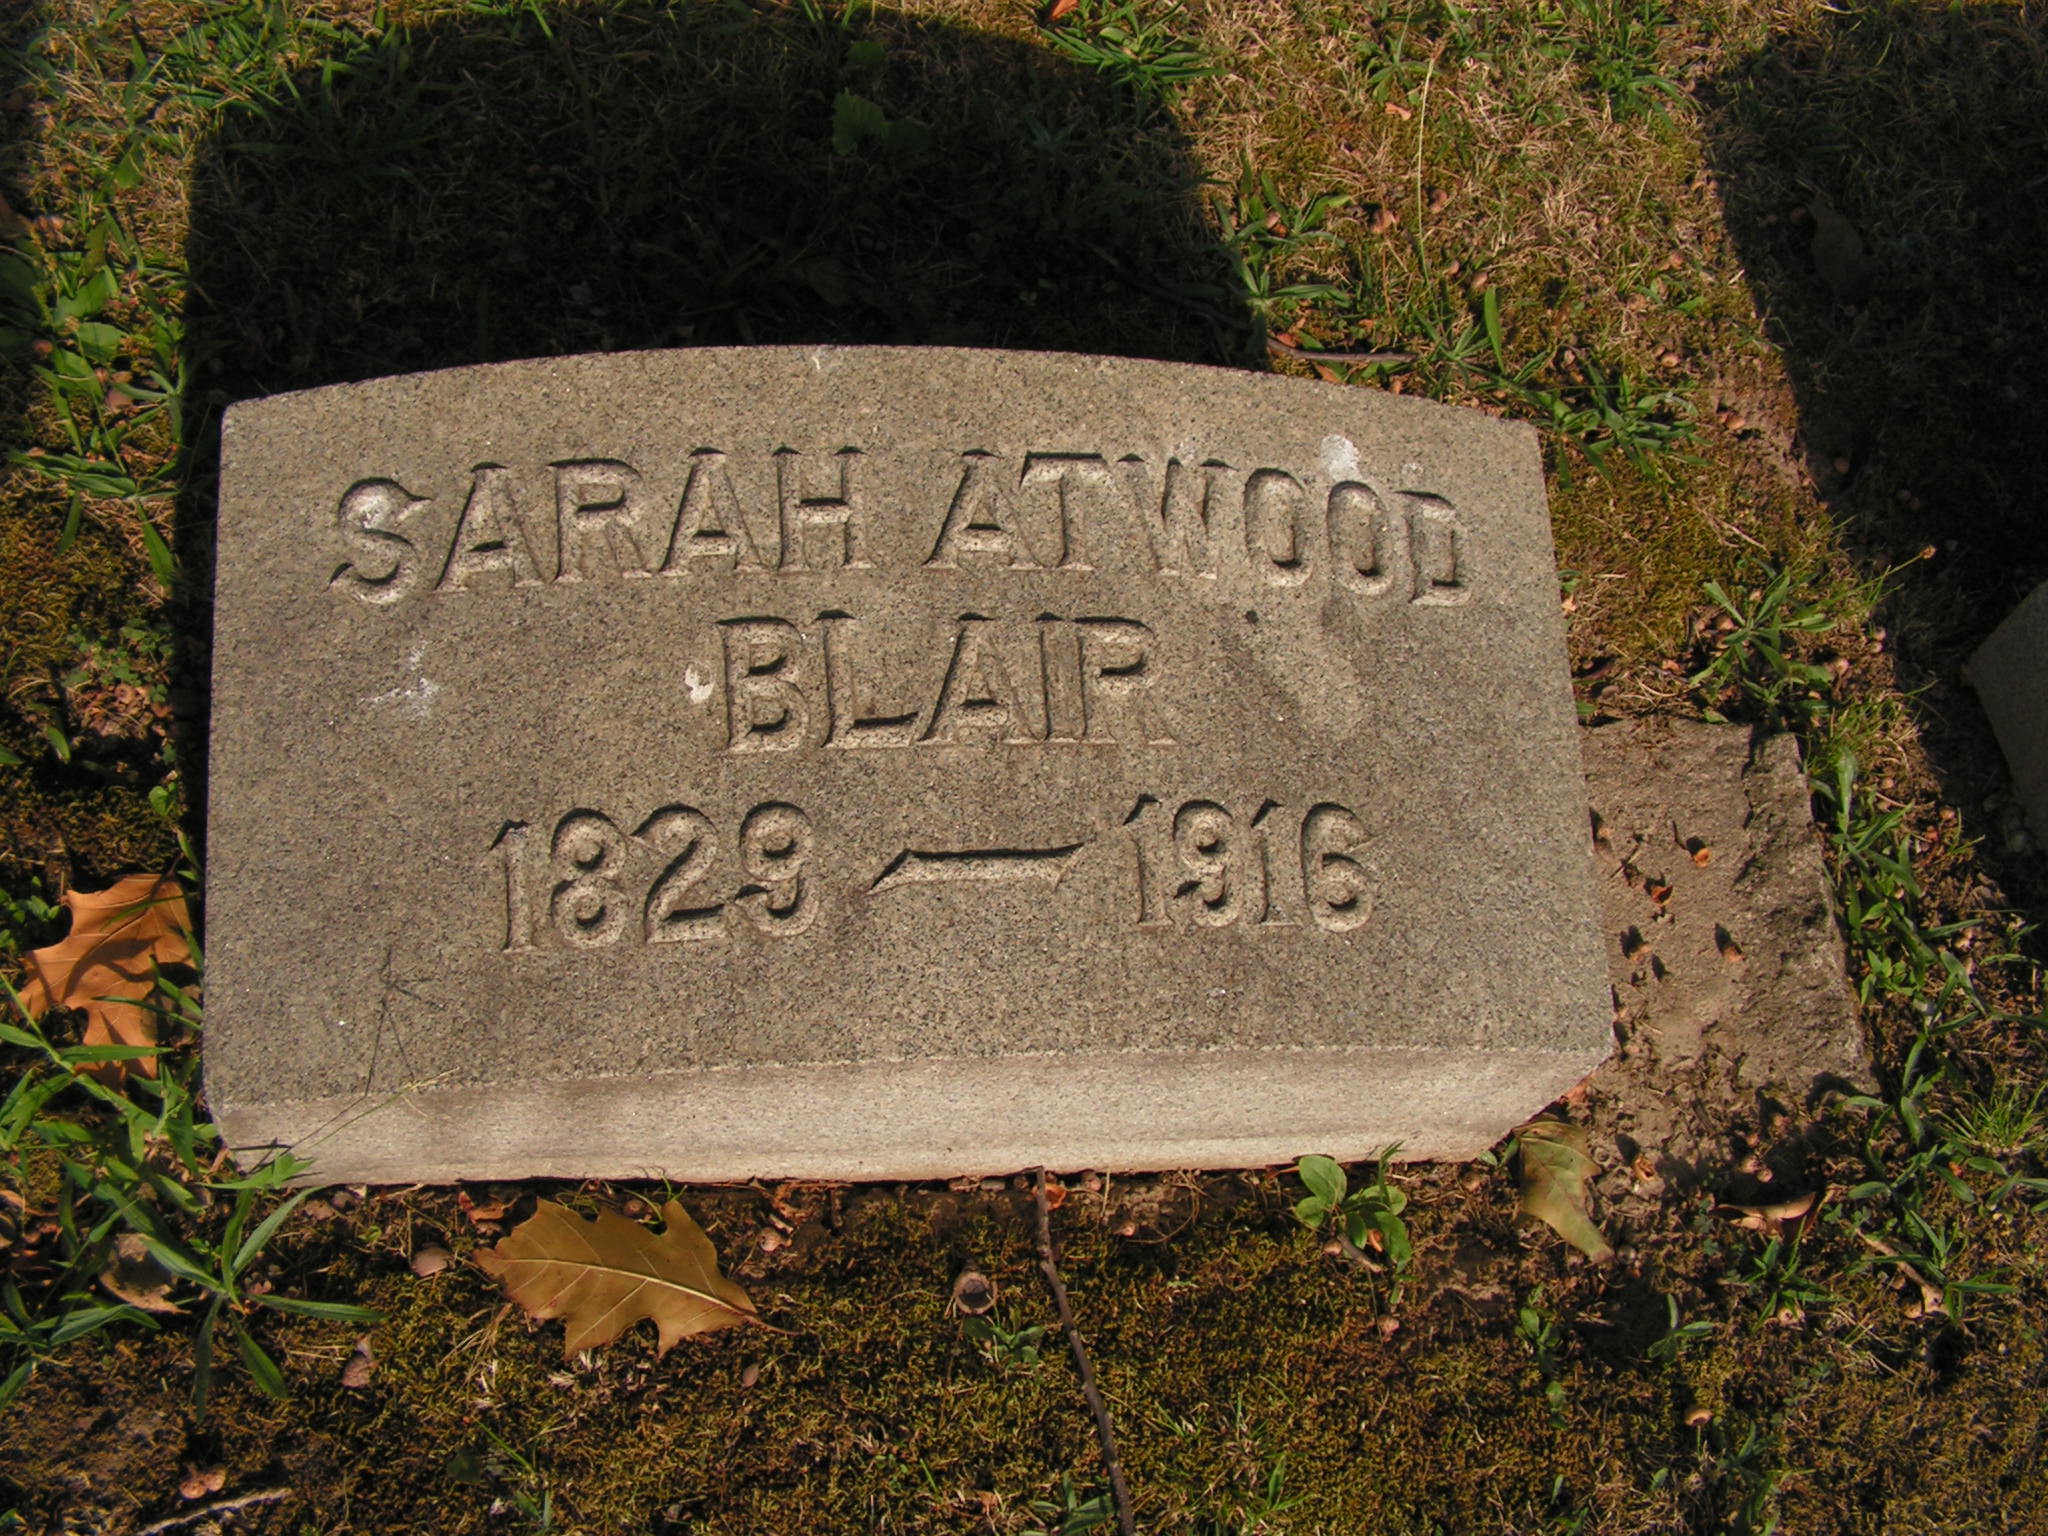 SARAH ATWOOD
BLAIR
1829 — 1916